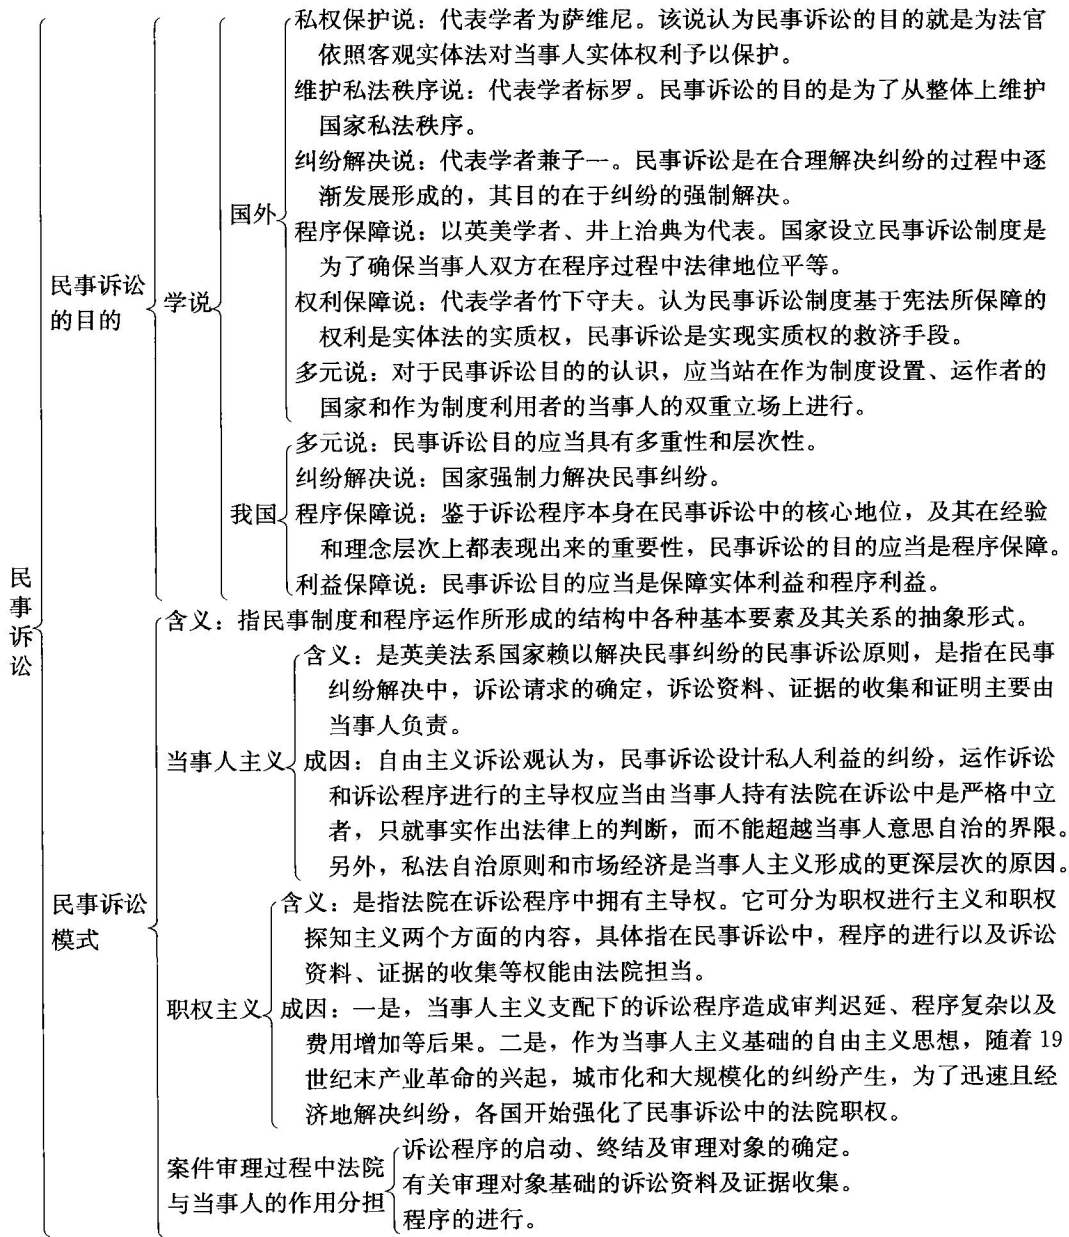 民事诉讼
民事诉讼
的目的
学说
国外
私权保护说：代表学者为萨维尼。该说认为民事诉讼的目的就是为法官
依照客观实体法对当事人实体权利予以保护。
维护私法秩序说：代表学者标罗。民事诉讼的目的是为了从整体上维护
国家私法秩序。
纠纷解决说：代表学者兼子一。民事诉讼是在合理解决纠纷的过程中逐
渐发展形成的，其目的在于纠纷的强制解决。
程序保障说：以英美学者、井上治典为代表。国家设立民事诉讼制度是
为了确保当事人双方在程序过程中法律地位平等。
权利保障说：代表学者竹下守夫。认为民事诉讼制度基于宪法所保障的
权利是实体法的实质权，民事诉讼是实现实质权的救济手段。
多元说：对于民事诉讼目的的认识，应当站在作为制度设置、运作者的
国家和作为制度利用者的当事人的双重立场上进行。
我国
多元说：民事诉讼目的应当具有多重性和层次性。
纠纷解决说：国家强制力解决民事纠纷。
程序保障说：鉴于诉讼程序本身在民事诉讼中的核心地位，及其在经验
和理念层次上都表现出来的重要性，民事诉讼的目的应当是程序保障。
利益保障说：民事诉讼目的应当是保障实体利益和程序利益。
民事诉讼
模式
含义：指民事制度和程序运作所形成的结构中各种基本要素及其关系的抽象形式。
当事人主义
含义：是英美法系国家赖以解决民事纠纷的民事诉讼原则，是指在民事
纠纷解决中，诉讼请求的确定，诉讼资料、证据的收集和证明主要由
当事人负责。
成因：自由主义诉讼观认为，民事诉讼设计私人利益的纠纷，运作诉讼
和诉讼程序进行的主导权应当由当事人持有法院在诉讼中是严格中立
者，只就事实作出法律上的判断，而不能超越当事人意思自治的界限。
另外，私法自治原则和市场经济是当事人主义形成的更深层次的原因。
职权主义
含义：是指法院在诉讼程序中拥有主导权。它可分为职权进行主义和职权
探知主义两个方面的内容，具体指在民事诉讼中，程序的进行以及诉讼
资料、证据的收集等权能由法院担当。
成因：一是，当事人主义支配下的诉讼程序造成审判迟延、程序复杂以及
费用增加等后果。二是，作为当事人主义基础的自由主义思想，随着 19
世纪末产业革命的兴起，城市化和大规模化的纠纷产生，为了迅速且经
济地解决纠纷，各国开始强化了民事诉讼中的法院职权。
案件审理过程中法院
与当事人的作用分担
诉讼程序的启动、终结及审理对象的确定。
有关审理对象基础的诉讼资料及证据收集。
程序的进行。